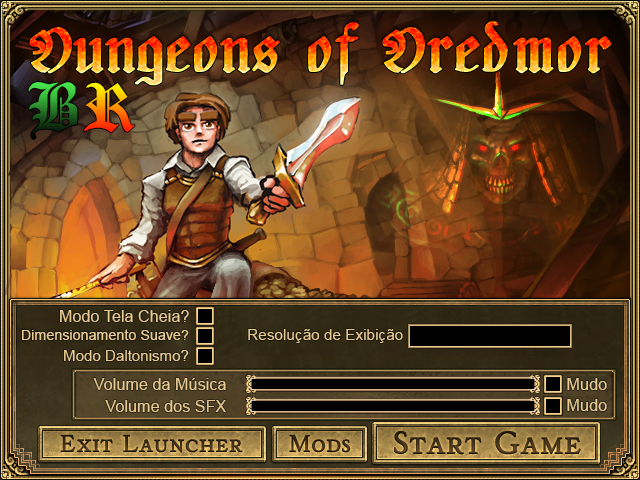 Dungeons of Dredmor
BR
Modo Tela Cheia?
Dimensionamento Suave?
Resolução de Exibição
Modo Daltonismo?
Volume da Música
Mudo
Volume dos SFX
Mudo
Exit Launcher
Mods
Start Game